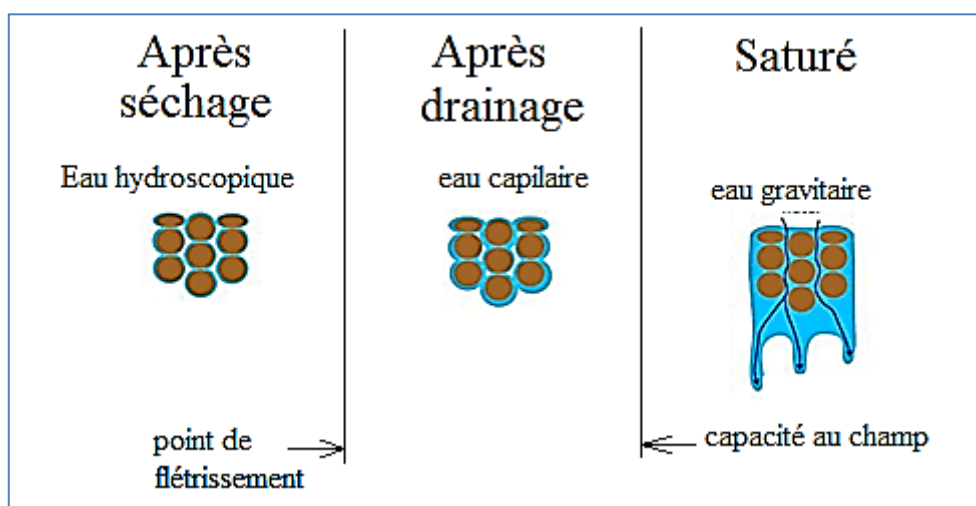 Après
séchage
Eau hydroscopique
point de
flétrissement
Après
drainage
eau capilaire
Saturé
eau gravitaire
capacité au champ